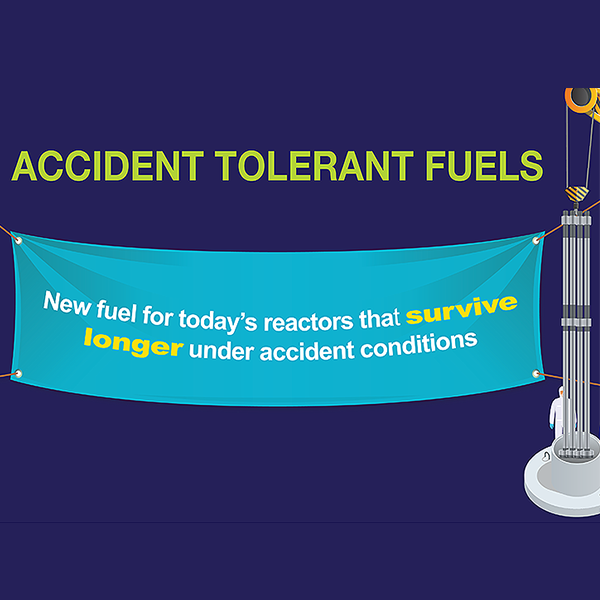 ACCIDENT TOLERANT FUELS
New fuel for today's reactors that survive
longer under accident conditions